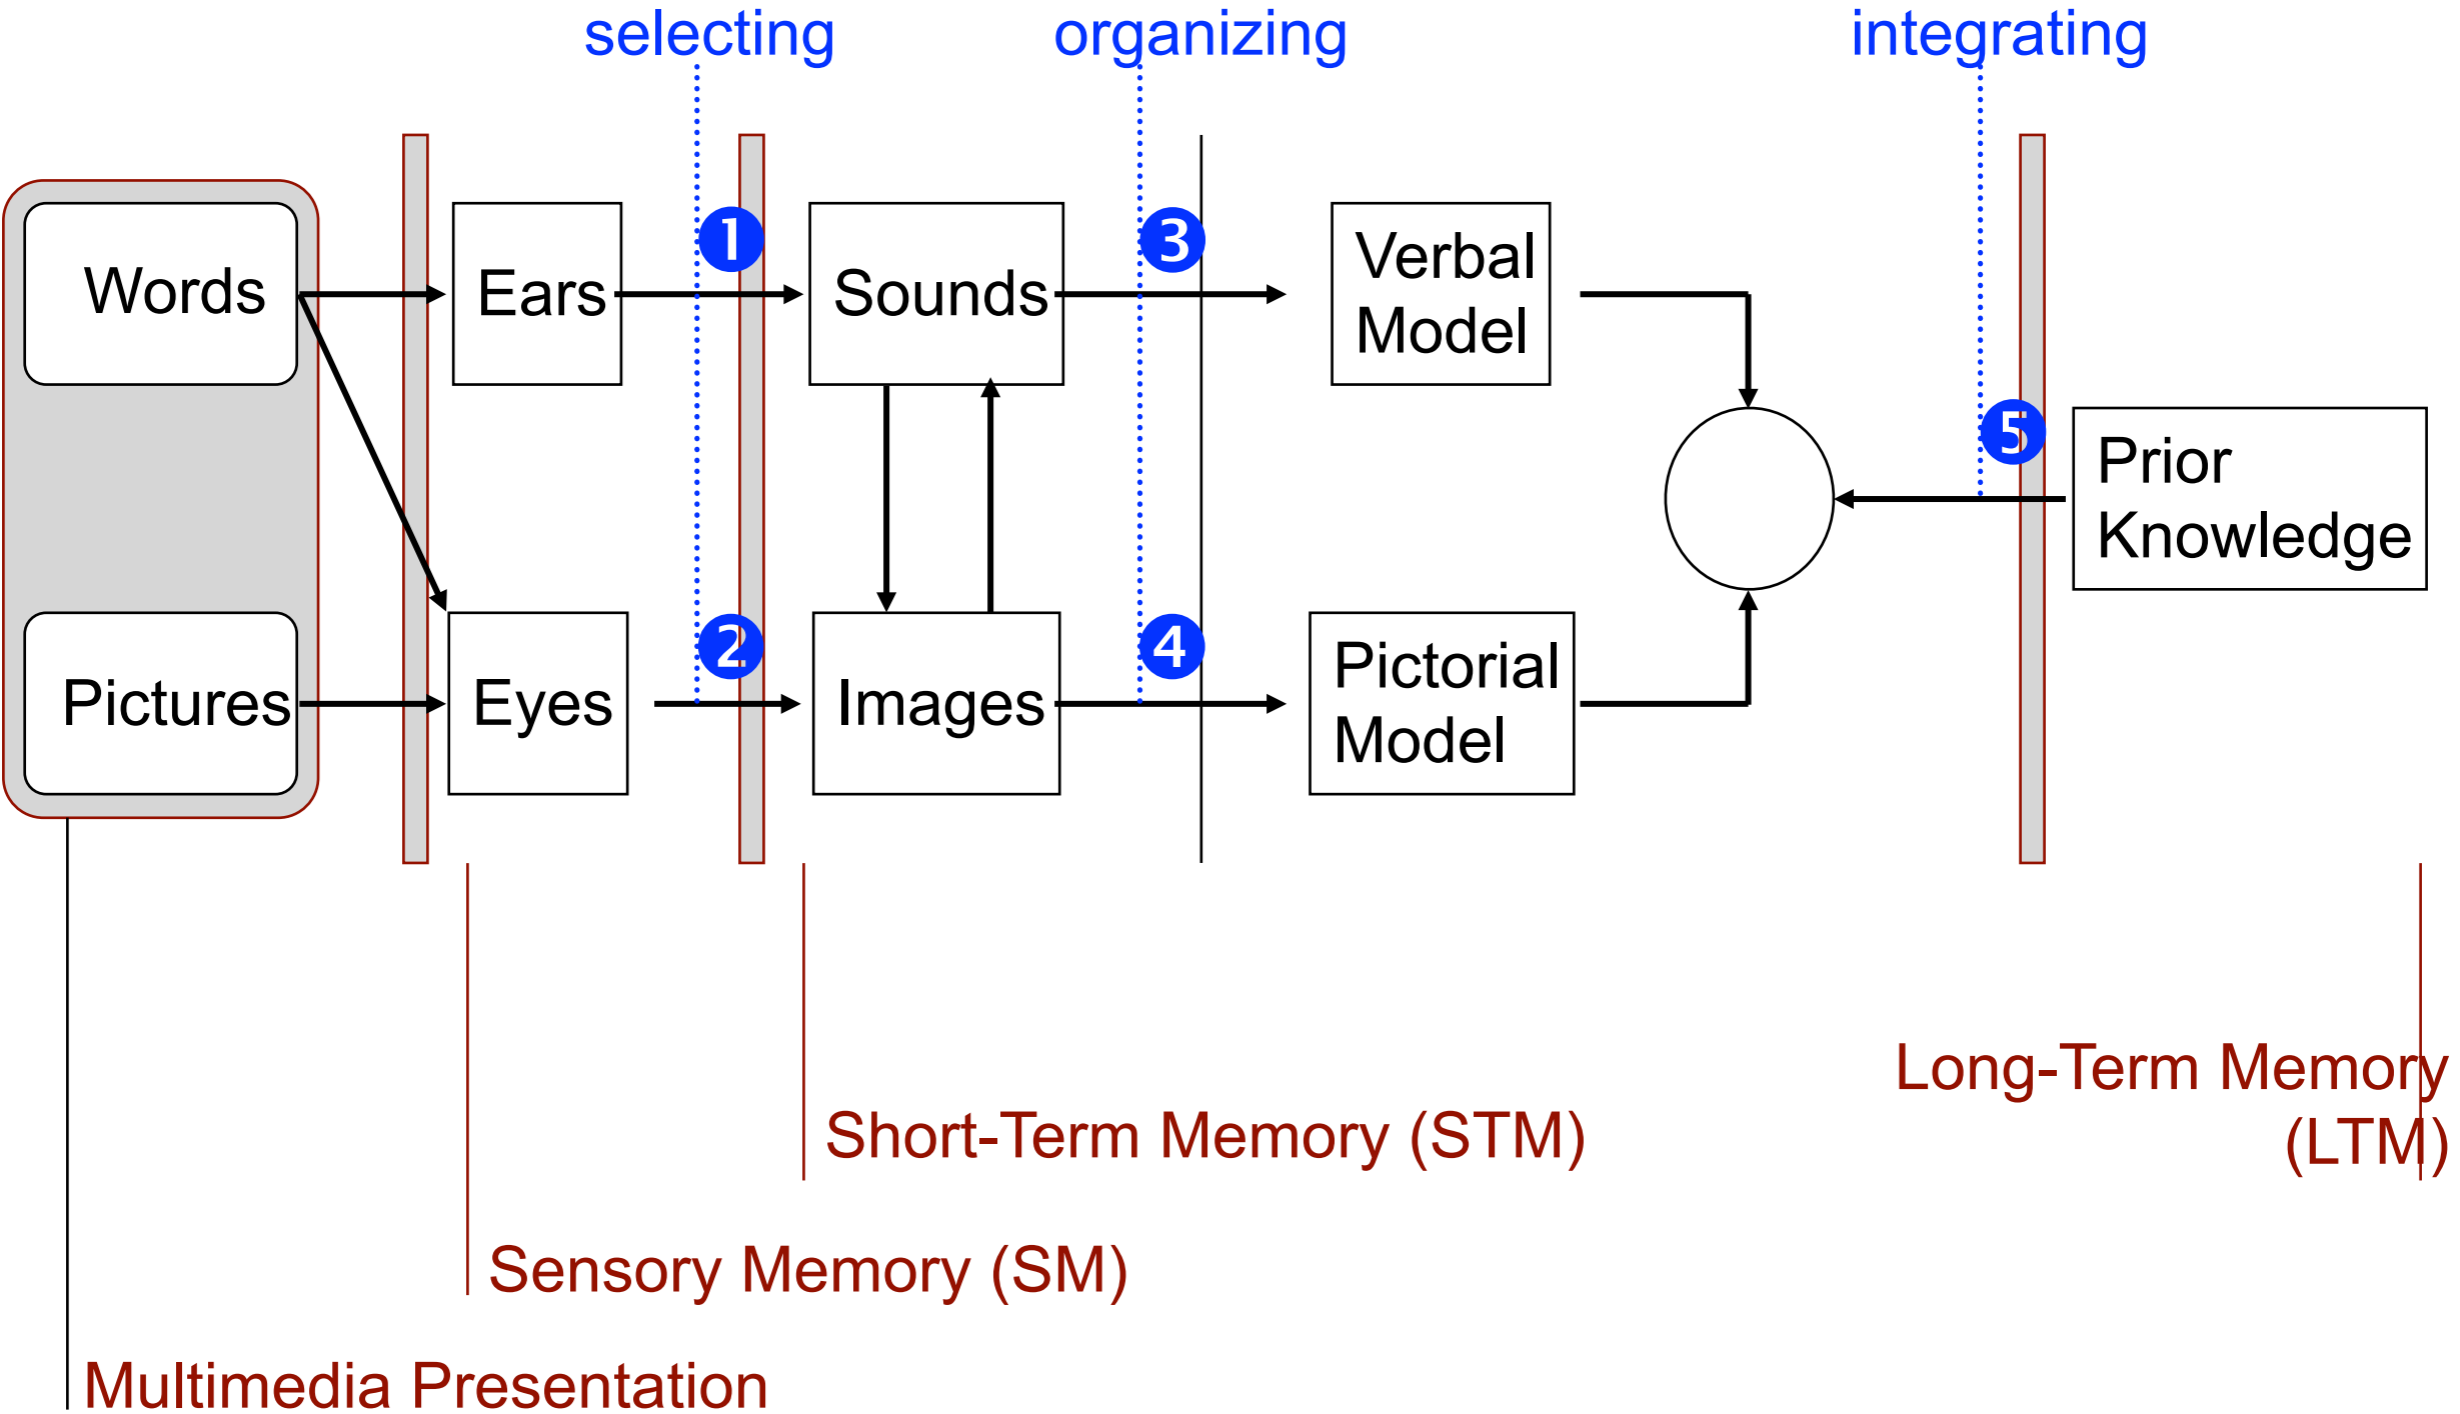 selecting
organizing
integrating
Words
Ears
1
Sounds
3
Verbal
Model
5
Prior
Knowledge
Pictures
Eyes
2
Images
4
Pictorial
Model
Long-Term Memory
(LTM)
Short-Term Memory (STM)
Sensory Memory (SM)
Multimedia Presentation